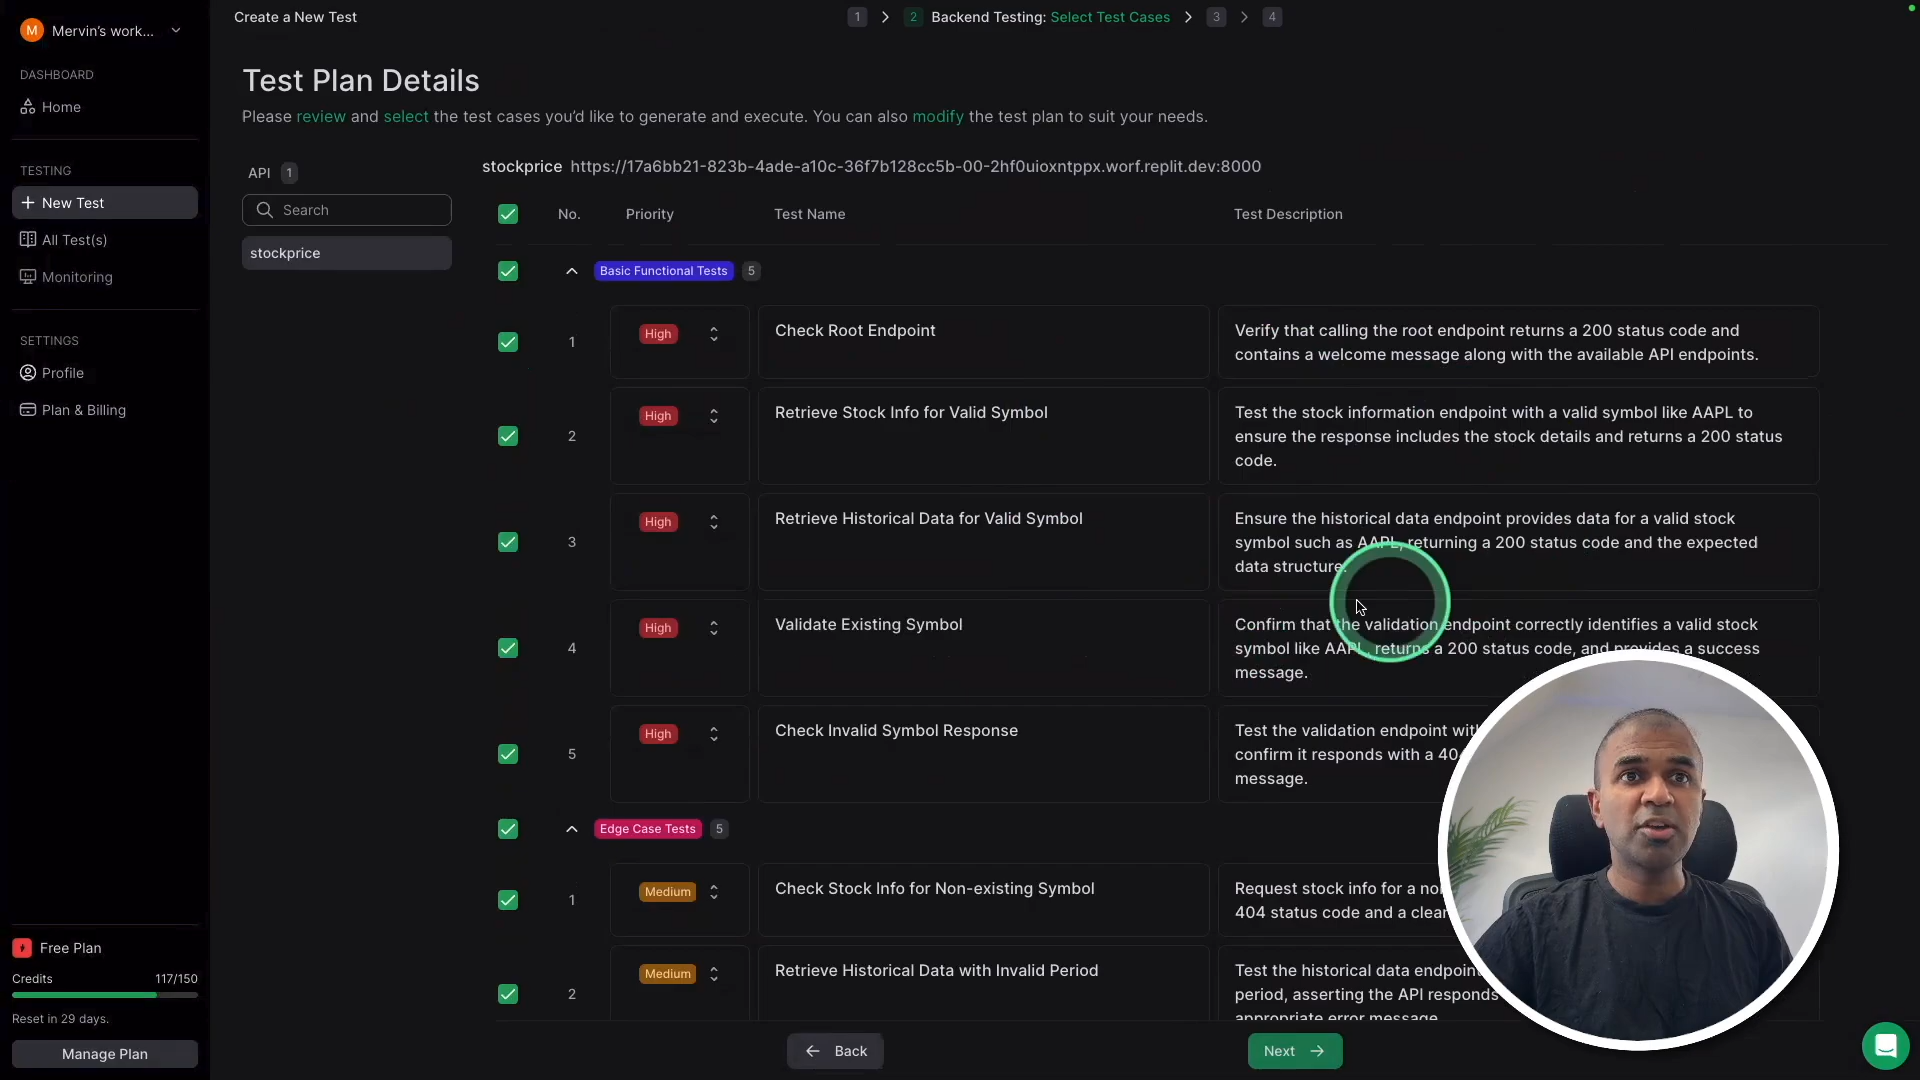 M Mervin's work...
DASHBOARD
Home
TESTING
New Test
All Test(s)
Monitoring
SETTINGS
Profile
Plan & Billing
Free Plan
Credits 117/150
Reset in 29 days.
Manage Plan
Create a New Test
1 2 Backend Testing: Select Test Cases 3 4
Test Plan Details
Please review and select the test cases you'd like to generate and execute. You can also modify the test plan to suit your needs.
API 1
Search
stockprice
stockprice https://17a6bb21-823b-4ade-a10c-36f7b128cc5b-00-2hf0uioxntppx.worf.replit.dev:8000
No. Priority Test Name Test Description
Basic Functional Tests 5
1 High Check Root Endpoint
Verify that calling the root endpoint returns a 200 status code and
contains a welcome message along with the available API endpoints.
2 High Retrieve Stock Info for Valid Symbol
Test the stock information endpoint with a valid symbol like AAPL to
ensure the response includes the stock details and returns a 200 status
code.
3 High Retrieve Historical Data for Valid Symbol
Ensure the historical data endpoint provides data for a valid stock
symbol such as AAPL, returning a 200 status code and the expected
data structure.
4 High Validate Existing Symbol
Confirm that the validation endpoint correctly identifies a valid stock
symbol like AAPL, returns a 200 status code, and provides a success
message.
5 High Check Invalid Symbol Response
Test the validation endpoint
confirm it responds with a
message.
Edge Case Tests 5
1 Medium Check Stock Info for Non-existing Symbol
Request stock info for a
404 status code and a
2 Medium Retrieve Historical Data with Invalid Period
Test the historical data endpoint
period, asserting the API responds
appropriate error message
Back
Next